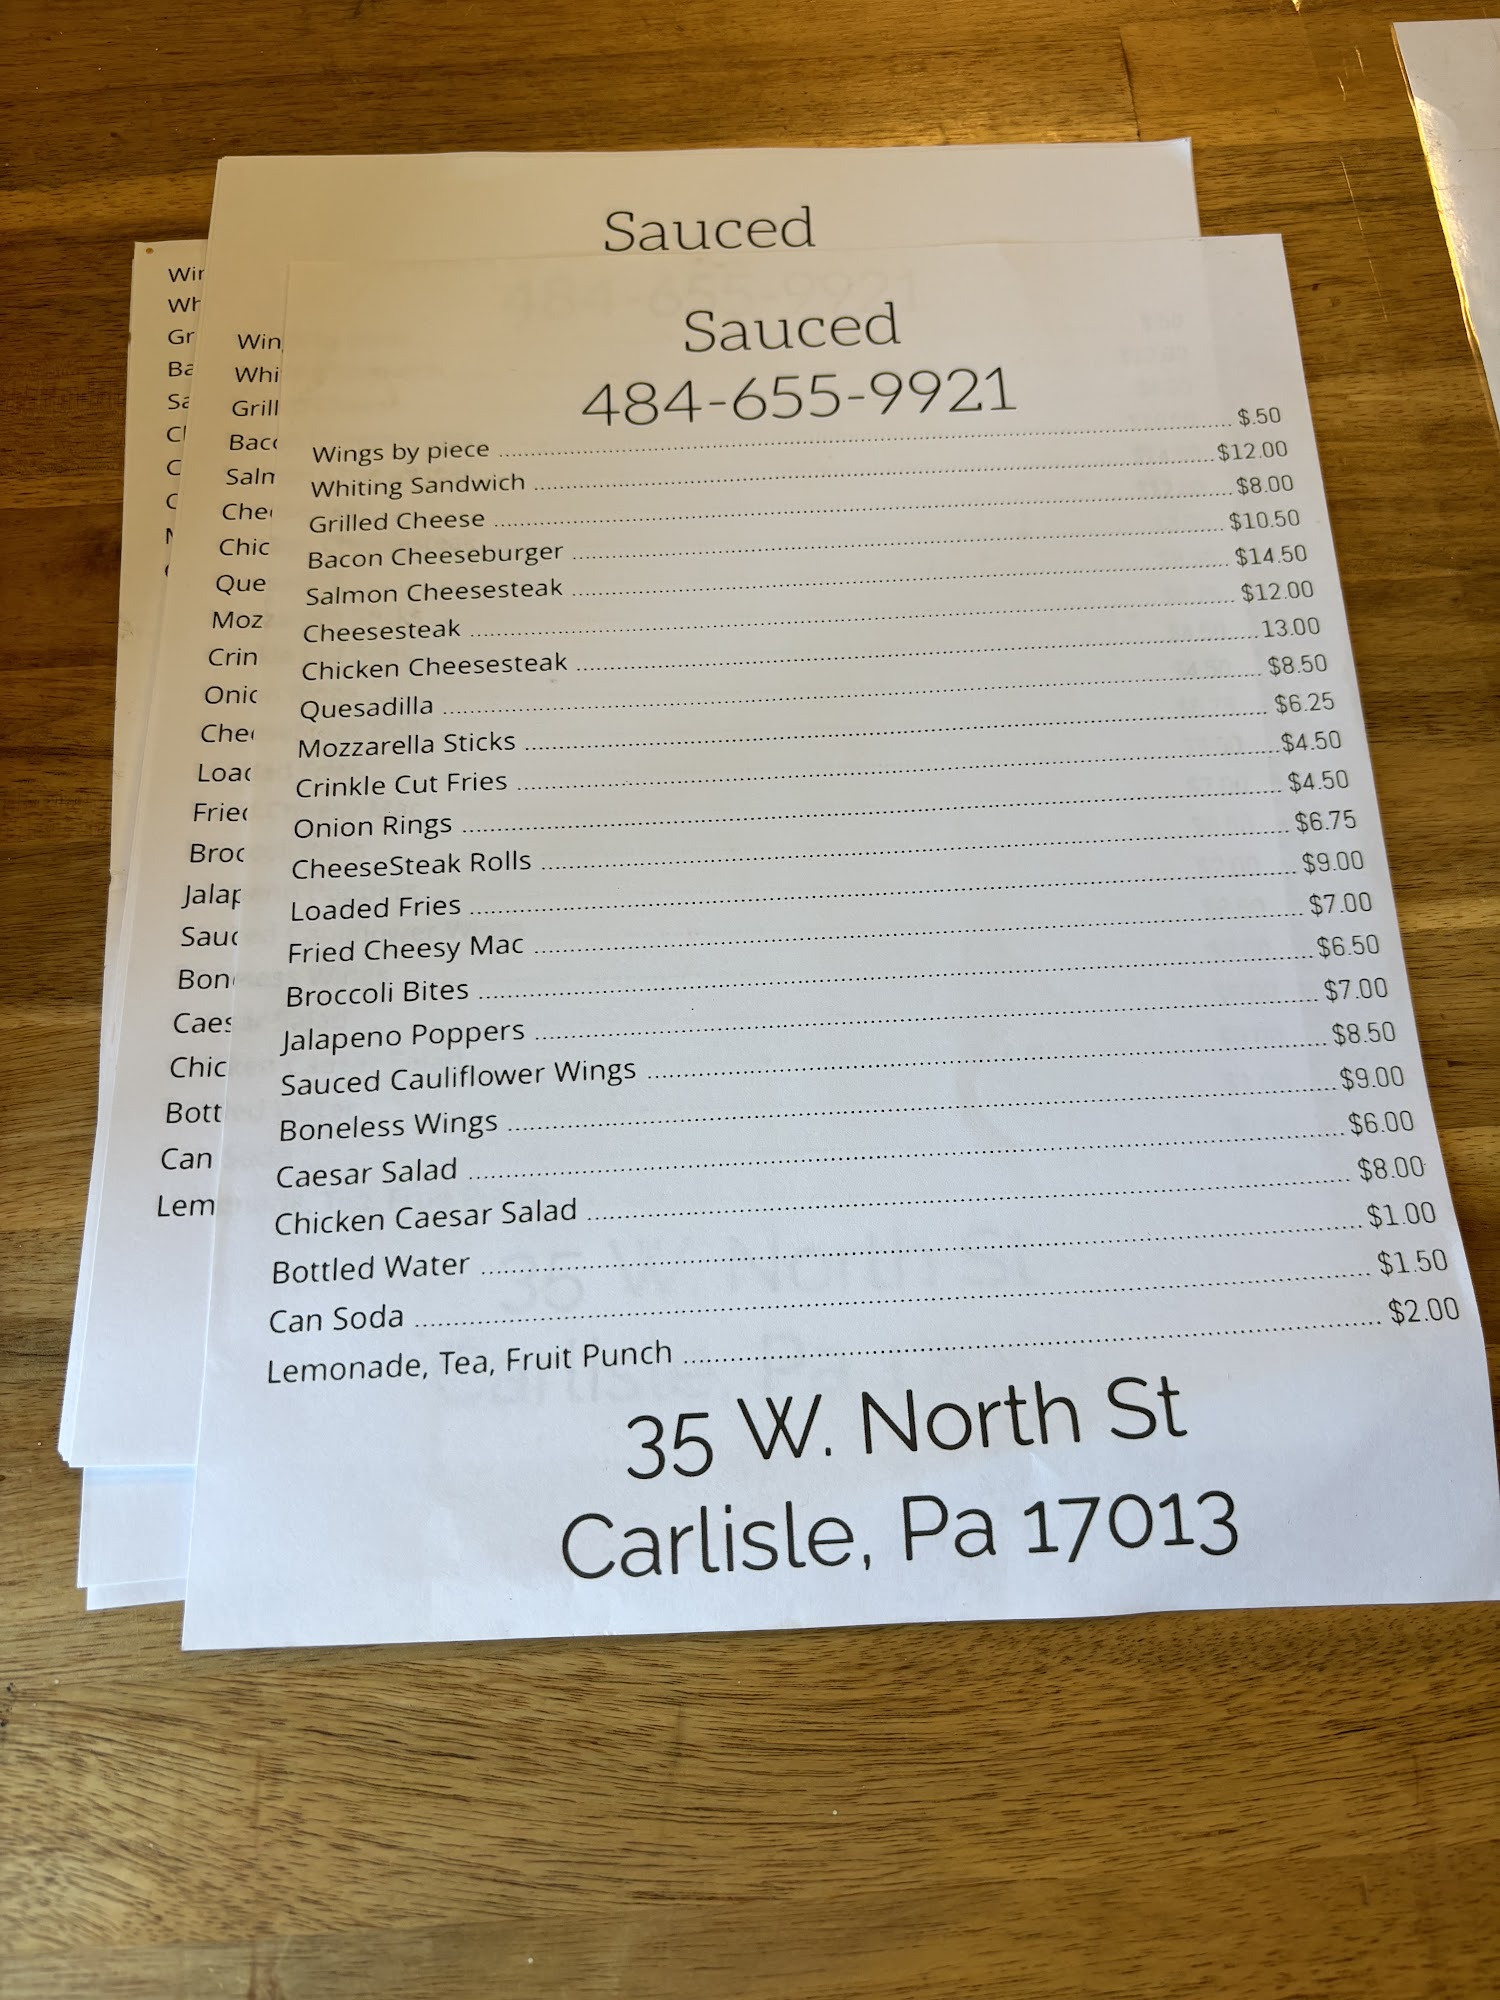 Sauced
Sauced
484-655-9921
Wings by piece $.50
Whiting Sandwich $12.00
Grilled Cheese $8.00
Bacon Cheeseburger $10.50
Salmon Cheesesteak $14.50
Cheesesteak $12.00
Chicken Cheesesteak 13.00
Quesadilla $8.50
Mozzarella Sticks $6.25
Crinkle Cut Fries $4.50
Onion Rings $4.50
CheeseSteak Rolls $6.75
Loaded Fries $9.00
Fried Cheesy Mac $7.00
Broccoli Bites $6.50
Jalapeno Poppers $7.00
Sauced Cauliflower Wings $8.50
Boneless Wings $9.00
Caesar Salad $6.00
Chicken Caesar Salad $8.00
Bottled Water $1.00
Can Soda $1.50
Lemonade, Tea, Fruit Punch $2.00
35 W. North St
Carlisle, Pa 17013